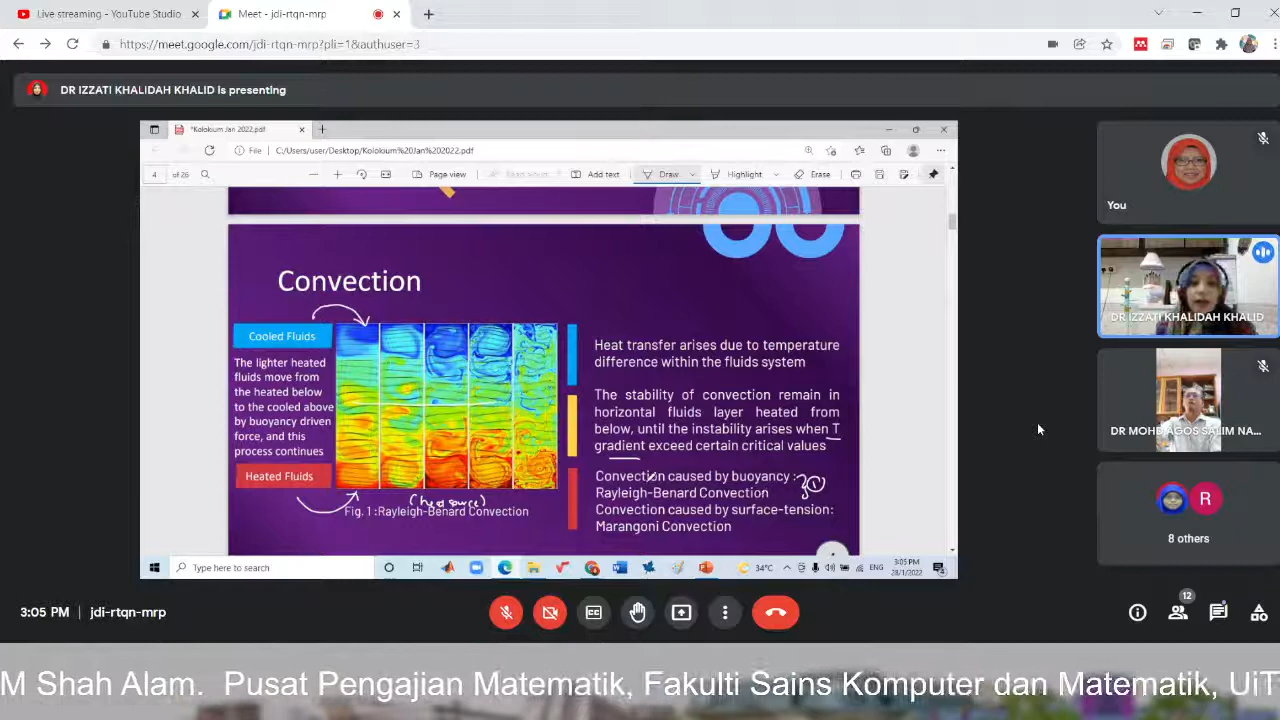 Live streaming - YouTube Studio
Meet - jdi-rtqn-mrp
https://meet.google.com/jdi-rtqn-mrp?pli=1&authuser=3
DR IZZATI KHALIDAH KHALID is presenting
*Kolokium Jan 2022.pdf
File
C:/Users/user/Desktop/Kolokium%20Jan%202022.pdf
4 of 26
Page view
Read aloud
Add text
Draw
Highlight
Erase
Convection
Cooled Fluids
The lighter heated
fluids move from
the heated below
to the cooled above
by buoyancy driven
force, and this
process continues
Heated Fluids
(heat source)
Fig. 1 :Rayleigh-Benard Convection
Heat transfer arises due to temperature
difference within the fluids system
The stability of convection remain in
horizontal fluids layer heated from
below, until the instability arises when T
gradient exceed certain critical values
Convection caused by buoyancy :
Rayleigh-Benard Convection
①
Convection caused by surface-tension:
Marangoni Convection
Type here to search
34°C
ENG
3:05 PM
28/1/2022
You
DR IZZATI KHALIDAH KHALID
DR MOHD AGOS SALIM NA...
R
8 others
3:05 PM
jdi-rtqn-mrp
12
M Shah Alam. Pusat Pengajian Matematik, Fakulti Sains Komputer dan Matematik, UiT